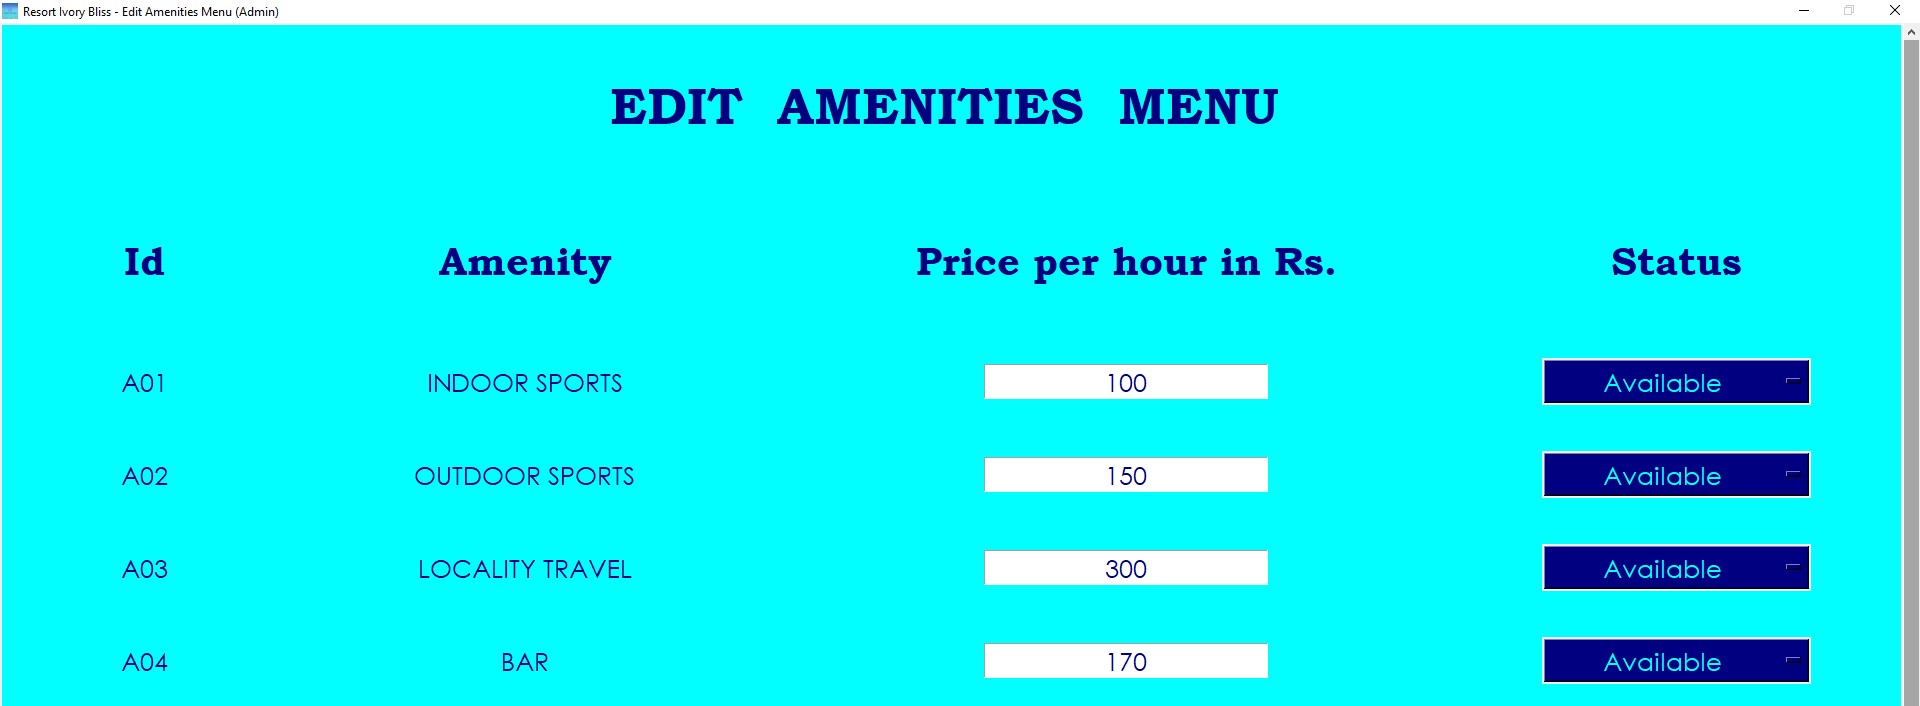 Resort Ivory Bliss - Edit Amenities Menu (Admin)
EDIT AMENITIES MENU
Id Amenity Price per hour in Rs. Status
A01 INDOOR SPORTS 100 Available
A02 OUTDOOR SPORTS 150 Available
A03 LOCALITY TRAVEL 300 Available
A04 BAR 170 Available